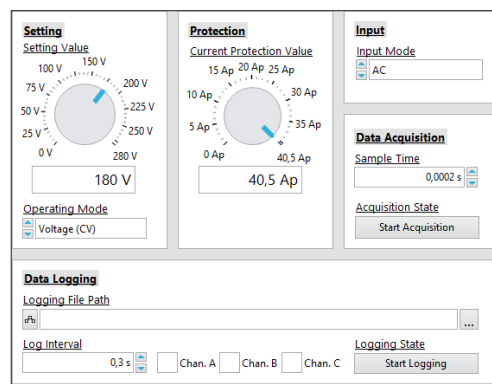 Setting
Setting Value
0 V
25 V
50 V
75 V
100 V
150 V
200 V
225 V
250 V
280 V
180 V
Operating Mode
Voltage (CV)
Protection
Current Protection Value
0 Ap
5 Ap
10 Ap
15 Ap
20 Ap
25 Ap
30 Ap
35 Ap
40,5 Ap
40,5 Ap
Input
Input Mode
AC
Data Acquisition
Sample Time
0,0002 s
Acquisition State
Start Acquisition
Data Logging
Logging File Path
...
Log Interval
0,3 s
Chan. A
Chan. B
Chan. C
Logging State
Start Logging